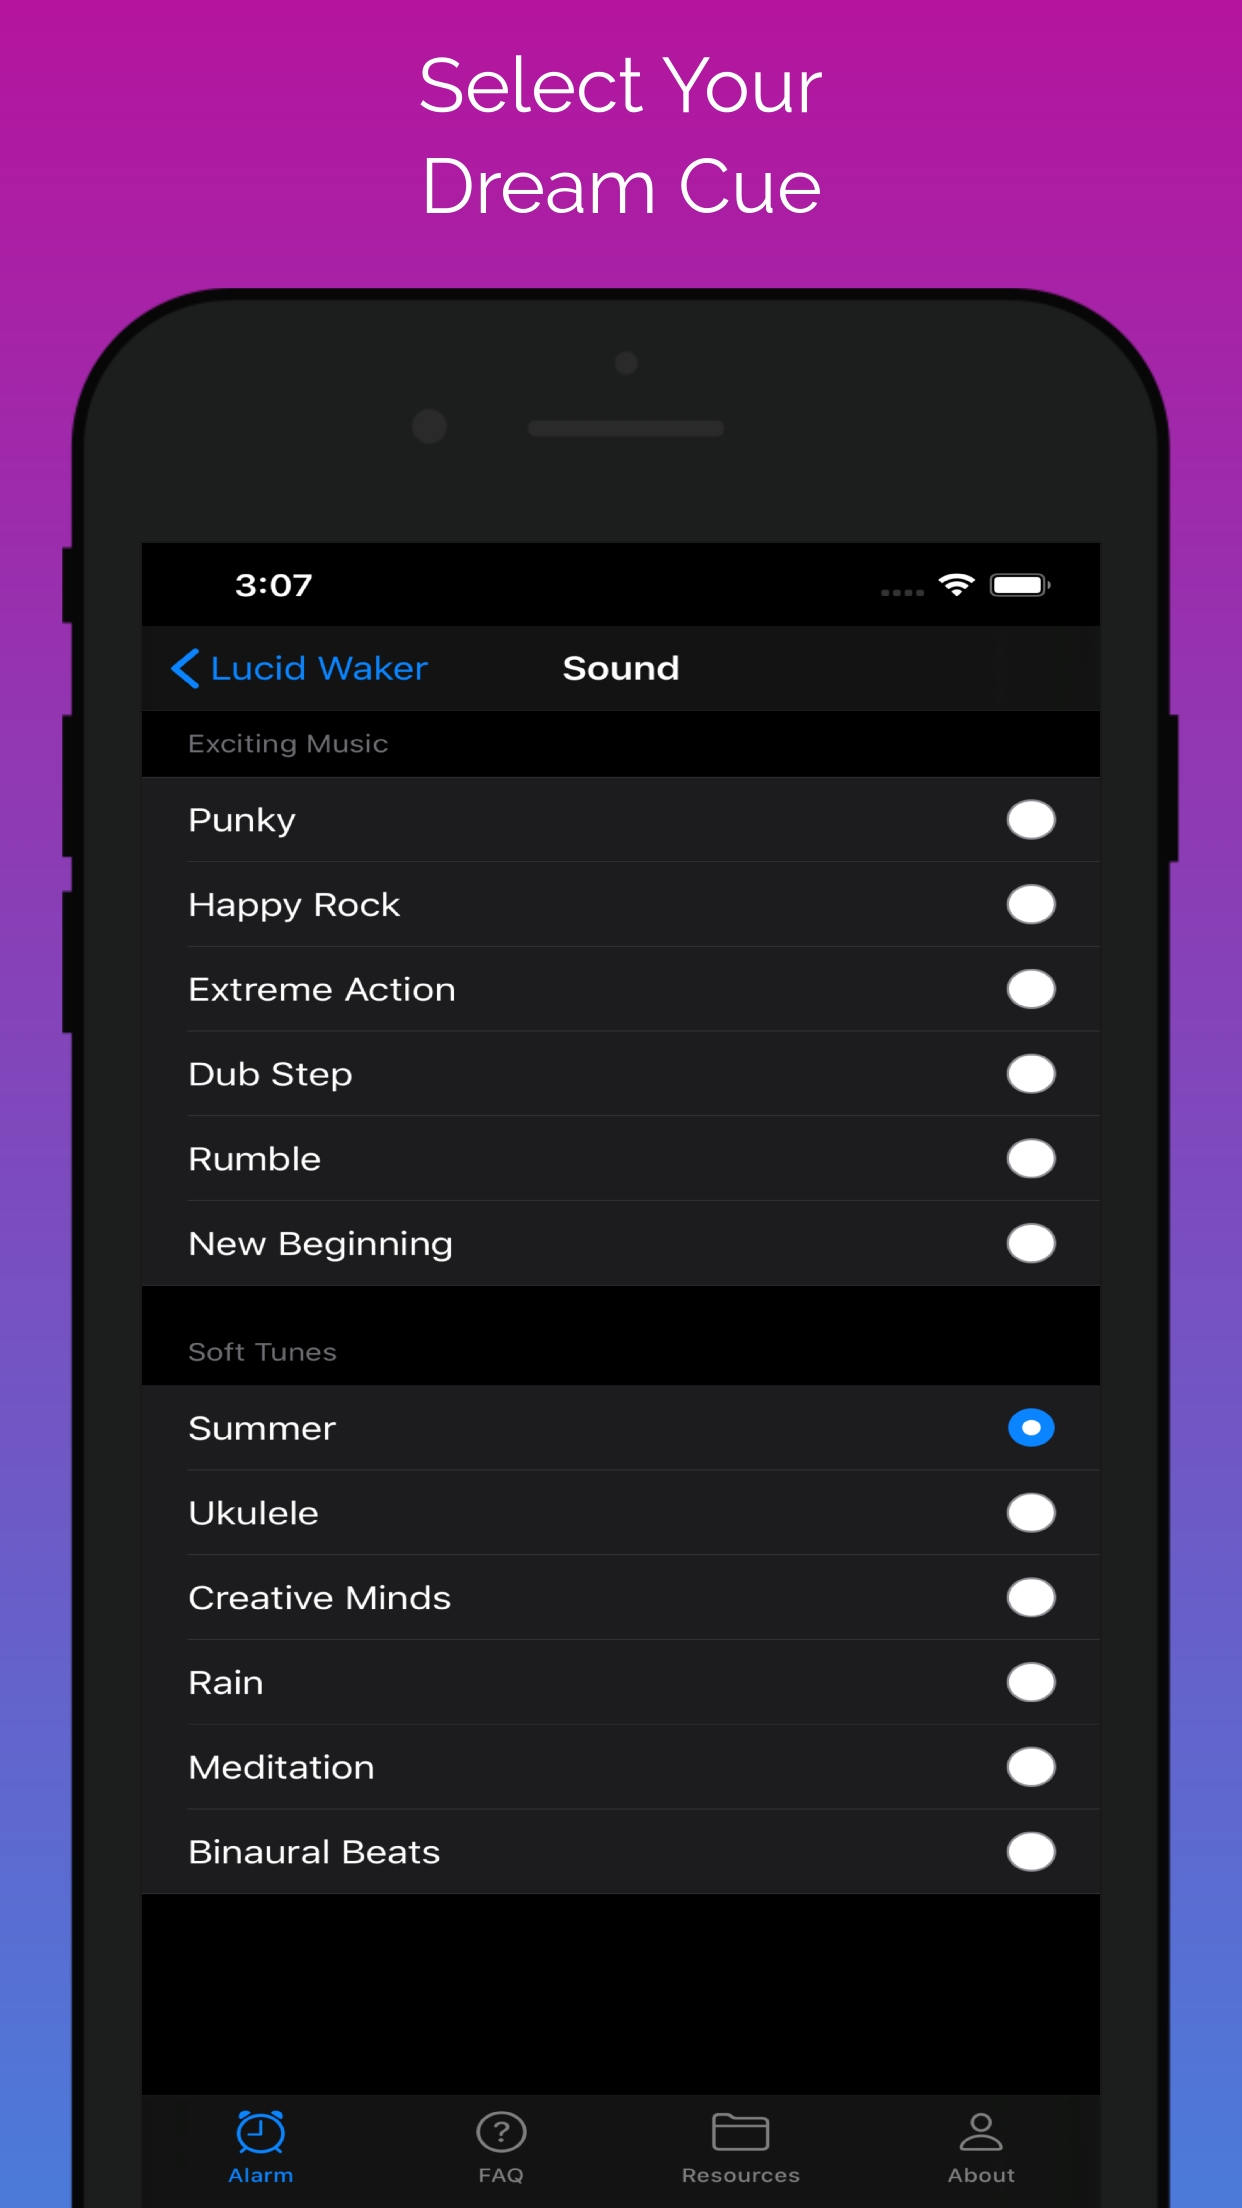 Select Your
Dream Cue
3:07
Lucid Waker
Sound
Exciting Music
Punky
Happy Rock
Extreme Action
Dub Step
Rumble
New Beginning
Soft Tunes
Summer
Ukulele
Creative Minds
Rain
Meditation
Binaural Beats
Alarm
FAQ
Resources
About